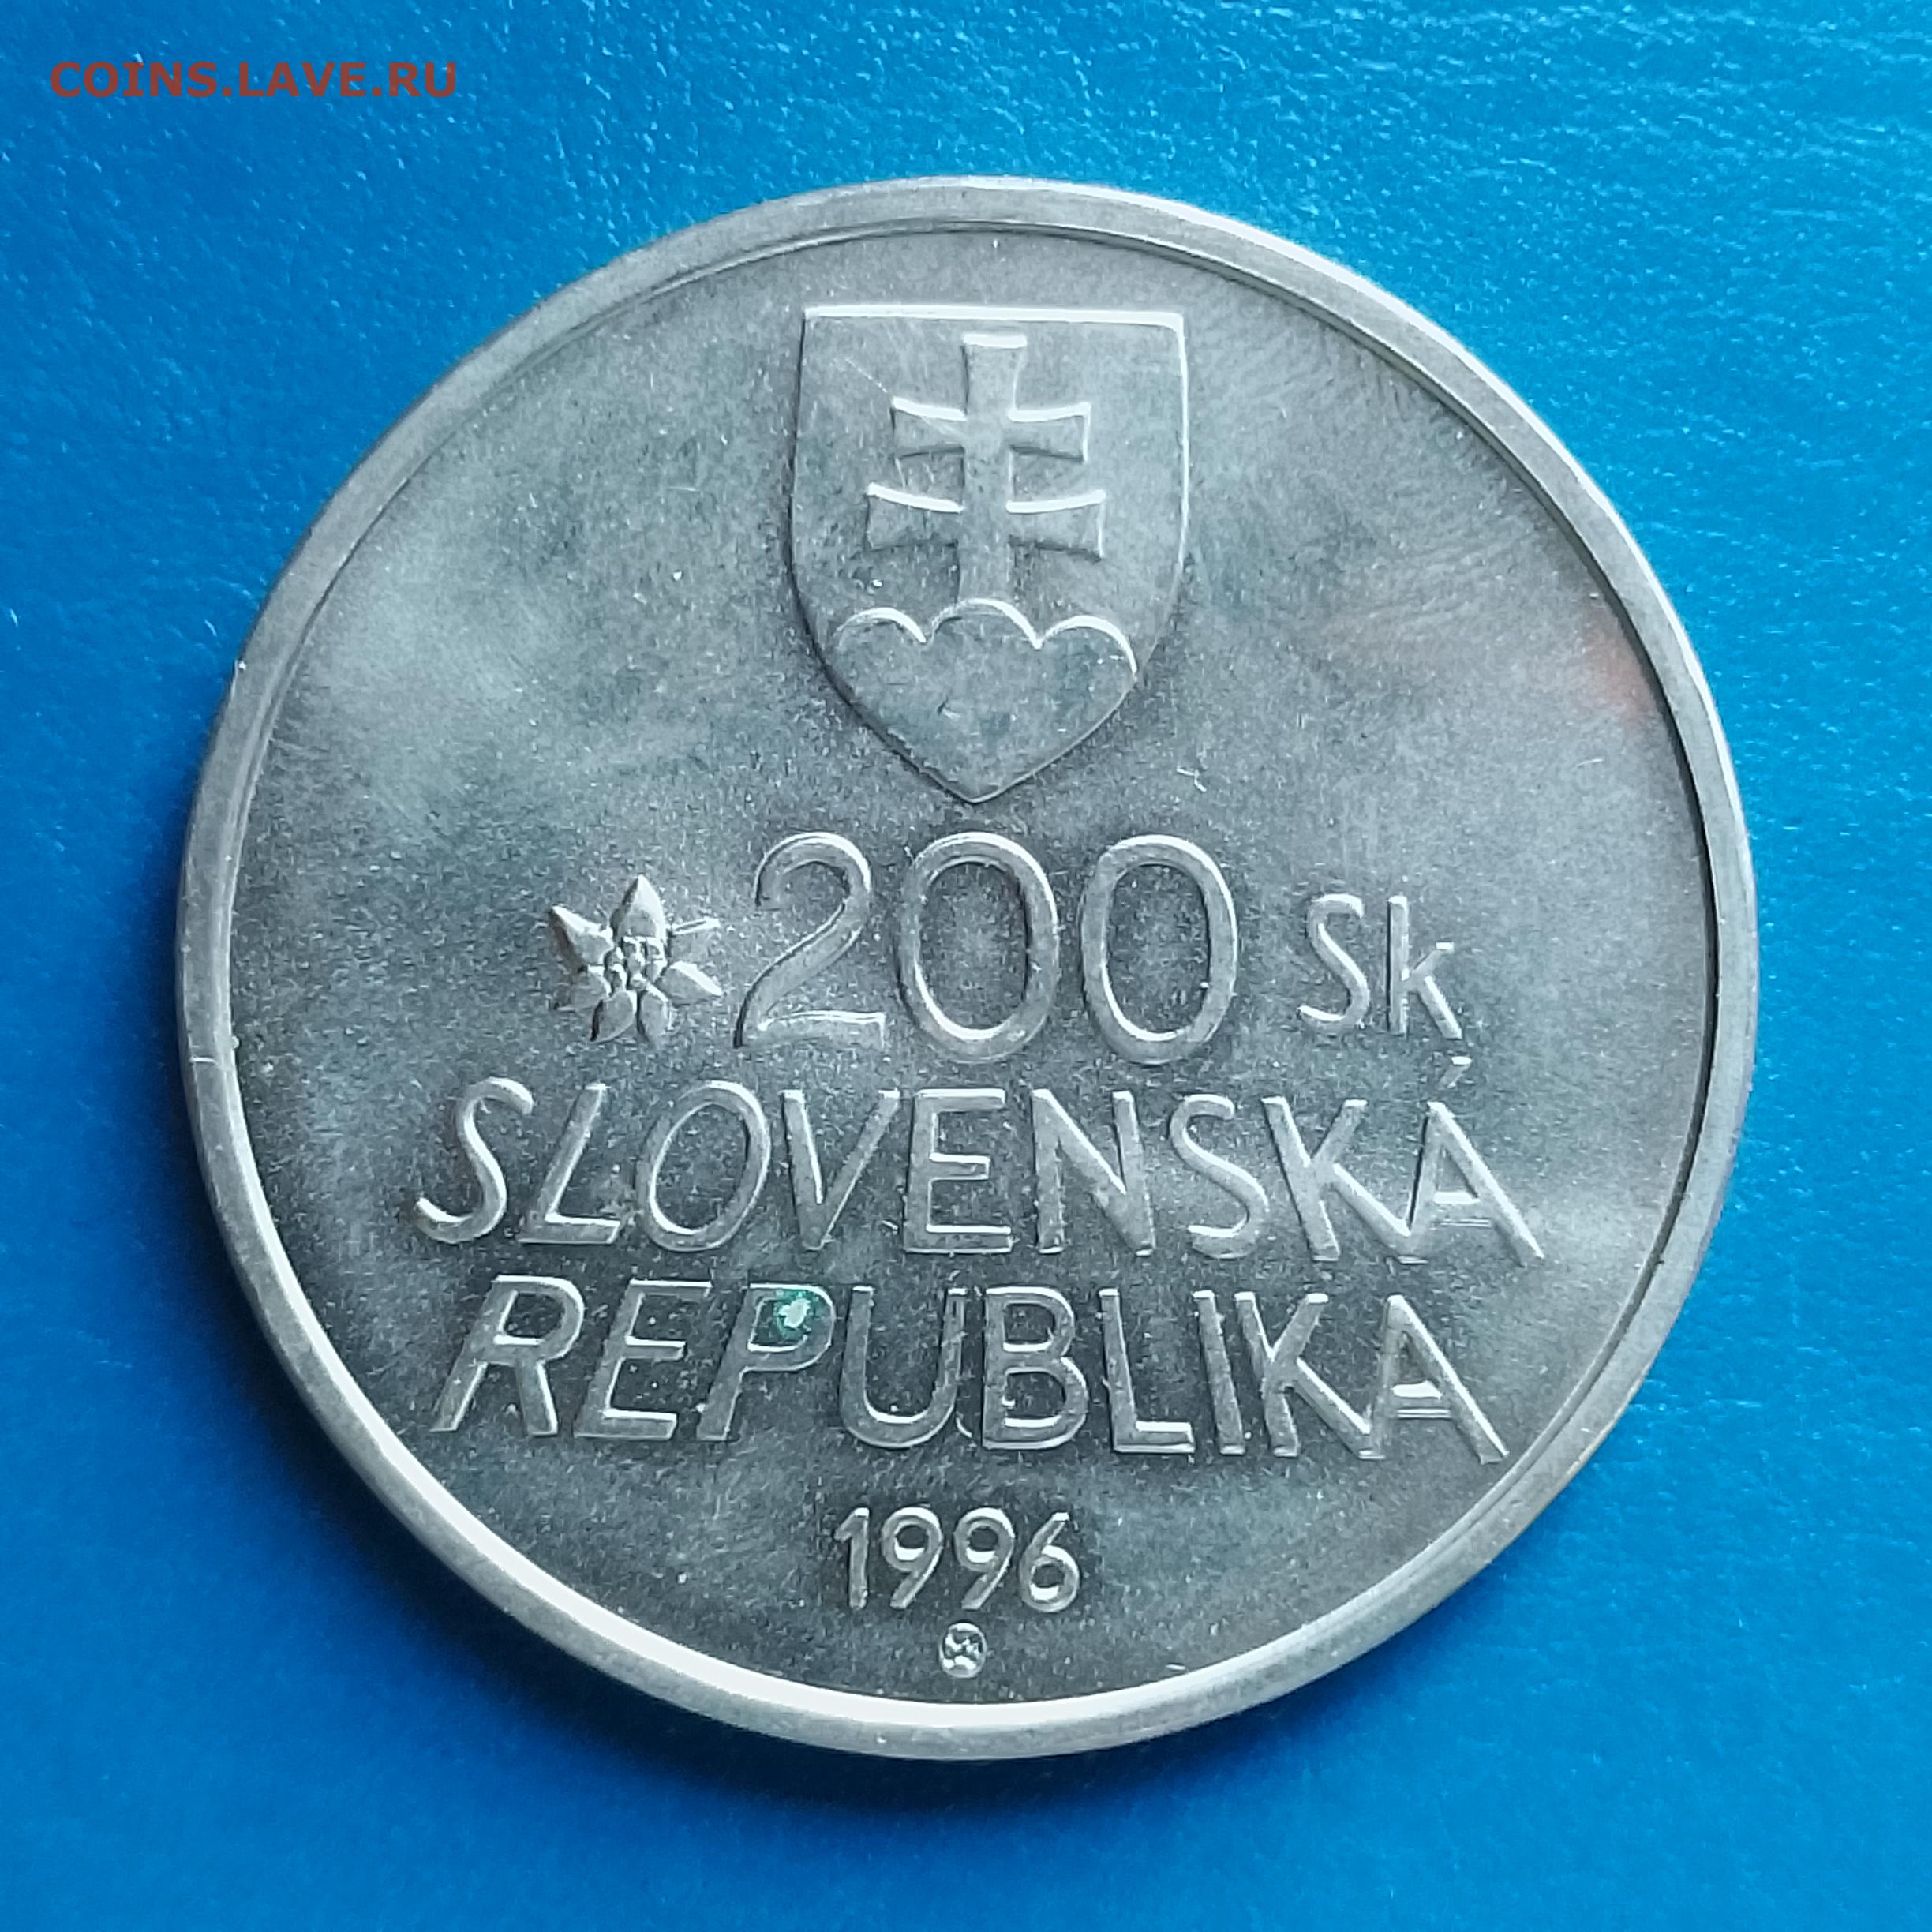 COINS.LAVE.RU
200 Sk
SLOVENSKÁ
REPUBLIKA
1996